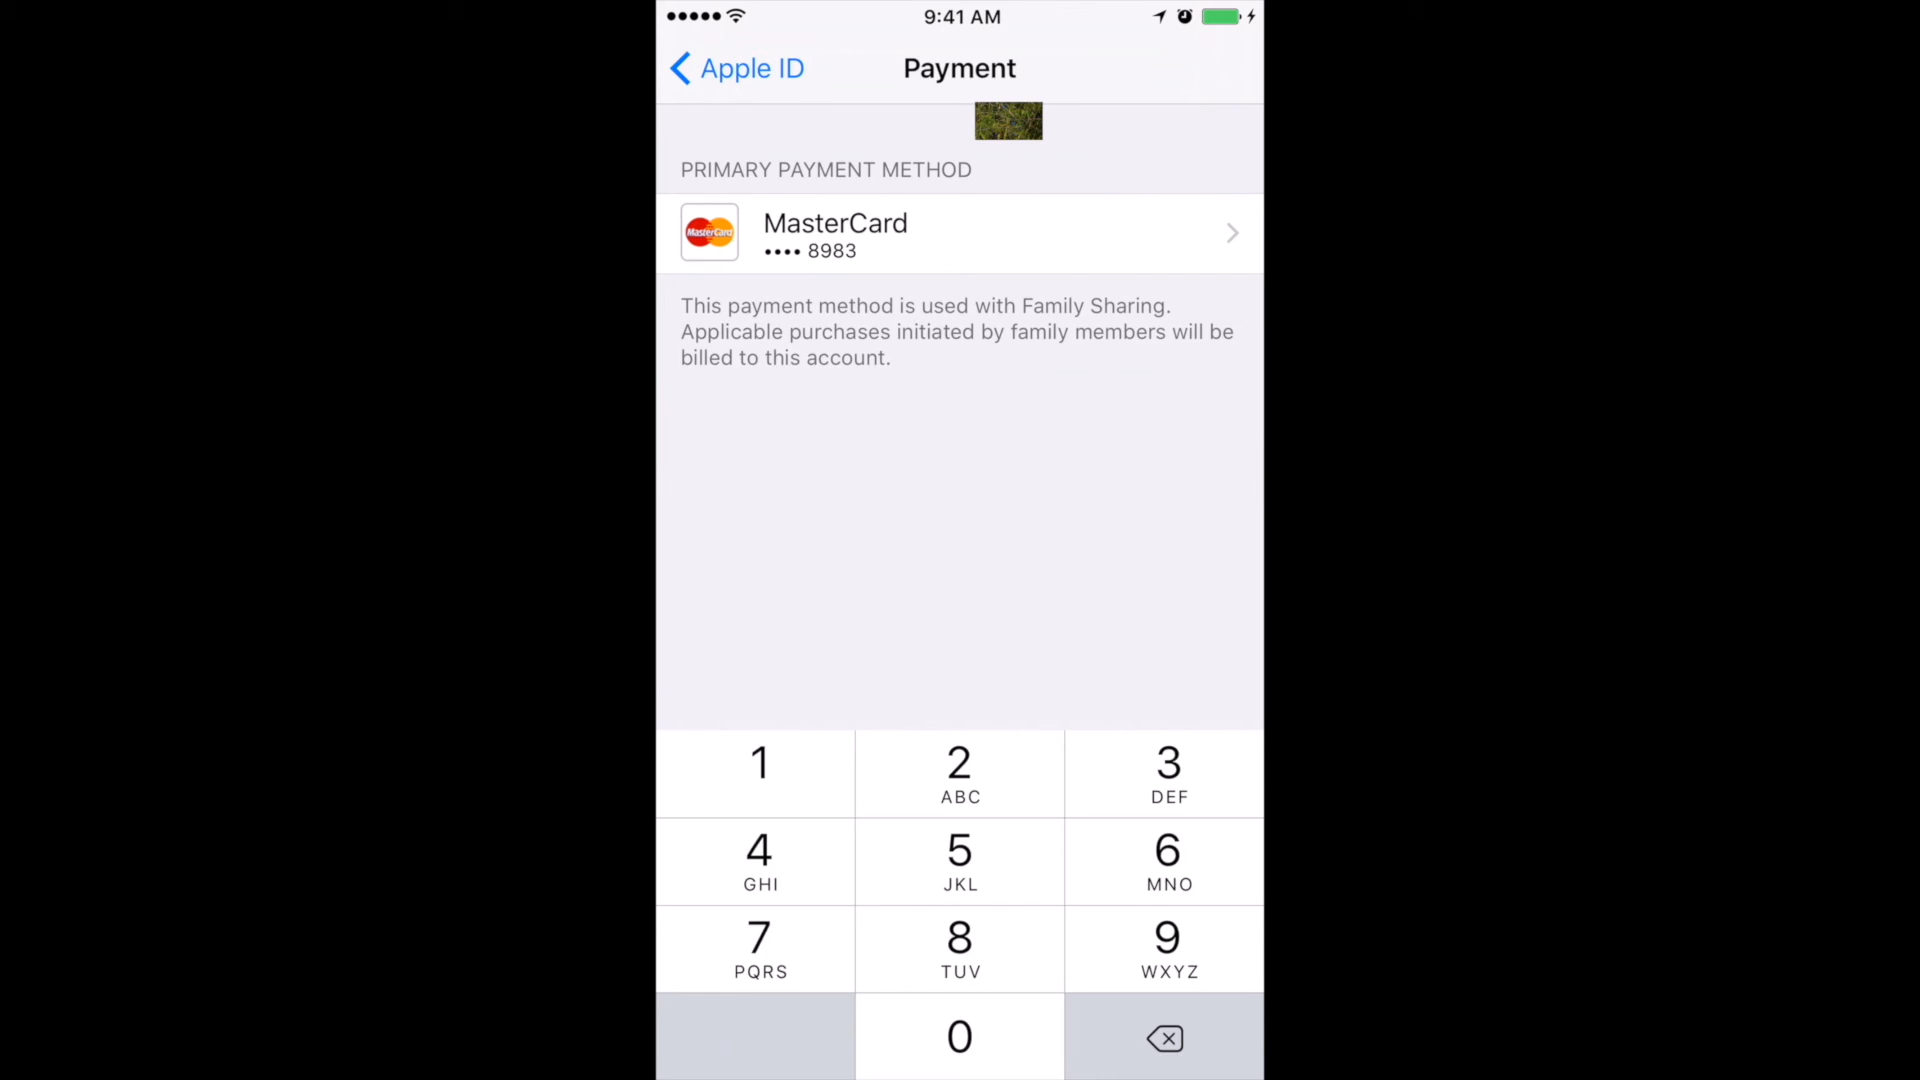 9:41 AM
Apple ID
Payment
PRIMARY PAYMENT METHOD
MasterCard
MasterCard
•••• 8983
This payment method is used with Family Sharing.
Applicable purchases initiated by family members will be
billed to this account.
1
2
3
ABC
DEF
4
5
6
GHI
JKL
MNO
7
8
9
PQRS
TUV
WXYZ
0